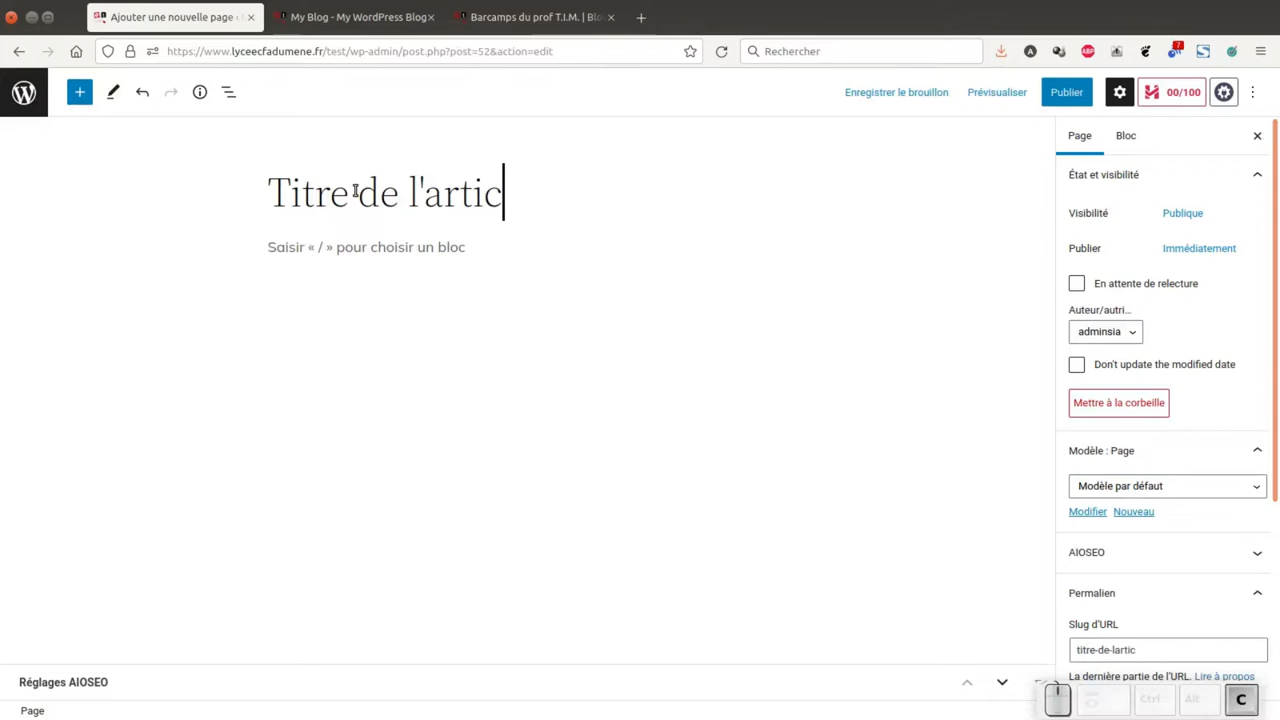 Ajouter une nouvelle page
My Blog - My WordPress Blog
Barcamps du prof T.I.M. | Blo
https://www.lyceecfadumene.fr/test/wp-admin/post.php?post=52&action=edit
Rechercher
A
ABP
7
S
Enregistrer le brouillon
Prévisualiser
Publier
00/100
Page
Bloc
État et visibilité
Titre de l'artic
Visibilité
Publique
Saisir « / » pour choisir un bloc
Publier
Immédiatement
En attente de relecture
Auteur/autri...
adminsia
Don't update the modified date
Mettre à la corbeille
Modèle : Page
Modèle par défaut
Modifier
Nouveau
AIOSEO
Permalien
Slug d'URL
titre-de-lartic
La dernière partie de l'URL. Lire à propos
Réglages AIOSEO
Ctrl
Alt
C
Page